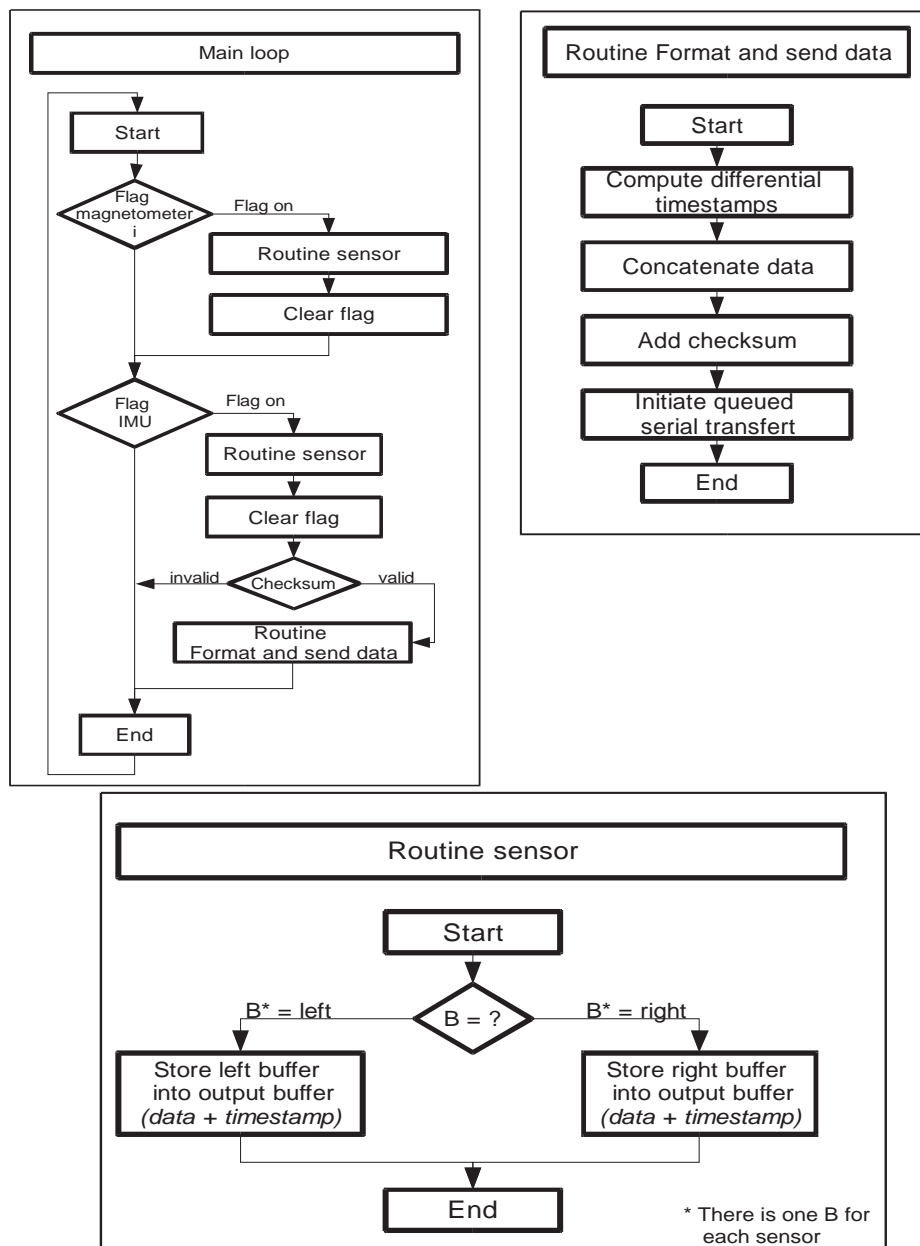 Main loop
Start
Flag
magnetometer
i
Flag on
Routine sensor
Clear flag
Flag
IMU
Flag on
Routine sensor
Clear flag
invalid
Checksum
valid
Routine
Format and send data
End
Routine Format and send data
Start
Compute differential
timestamps
Concatenate data
Add checksum
Initiate queued
serial transfert
End
Routine sensor
Start
B* = left
B = ?
B* = right
Store left buffer
into output buffer
(data + timestamp)
Store right buffer
into output buffer
(data + timestamp)
End
* There is one B for
each sensor